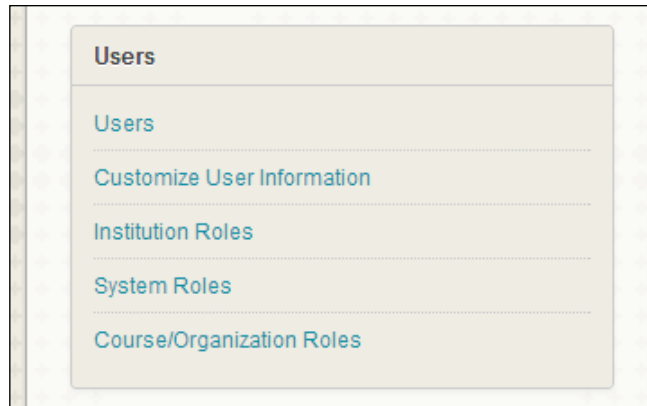 Users
Users
Customize User Information
Institution Roles
System Roles
Course/Organization Roles